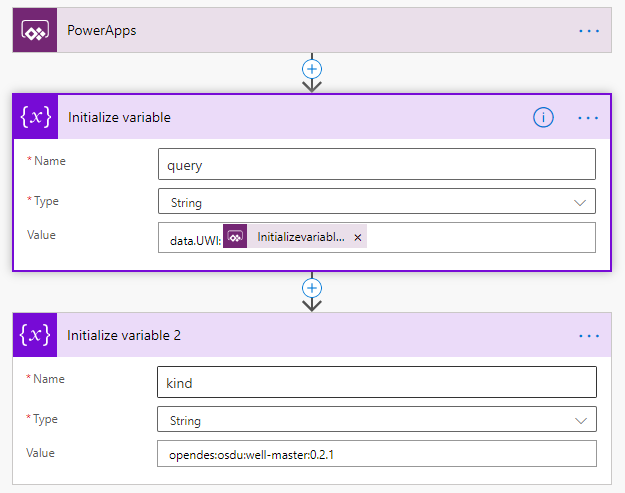 PowerApps
{x} Initialize variable i
* Name query
* Type String
Value data.UWI: Initializevariabl... ×
{x} Initialize variable 2
* Name kind
* Type String
Value opendes:osdu:well-master:0.2.1